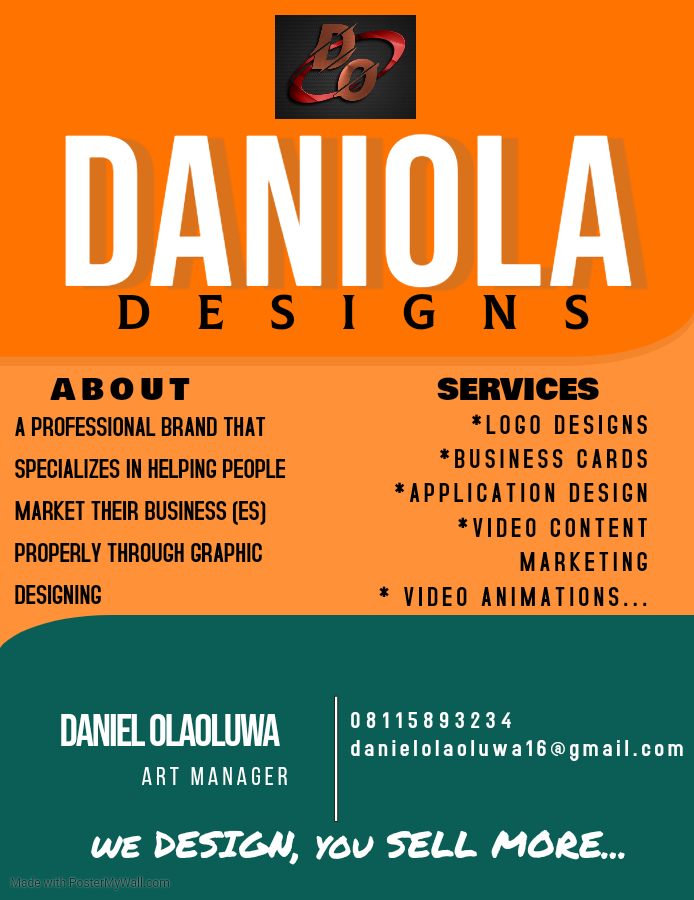 DO
DANIOLA
DESIGNS
ABOUT
A PROFESSIONAL BRAND THAT
SPECIALIZES IN HELPING PEOPLE
MARKET THEIR BUSINESS (ES)
PROPERLY THROUGH GRAPHIC
DESIGNING
SERVICES
*LOGO DESIGNS
*BUSINESS CARDS
*APPLICATION DESIGN
*VIDEO CONTENT
MARKETING
* VIDEO ANIMATIONS...
DANIEL OLAOLUWA
ART MANAGER
08115893234
danielolaoluwa16@gmail.com
we DESIGN, you SELL MORE...
Made with PosterMyWall.com